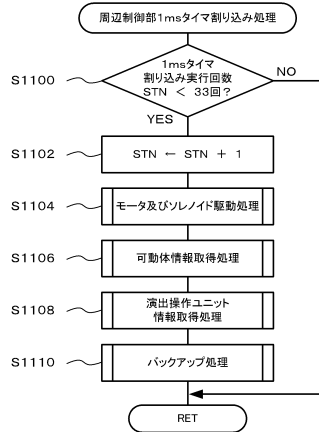 周辺制御部1msタイマ割り込み処理
S1100
1msタイマ
割り込み実行回数
STN < 33回?
NO
YES
S1102
STN ← STN + 1
S1104
モータ及びソレノイド駆動処理
S1106
可動体情報取得処理
S1108
演出操作ユニット
情報取得処理
S1110
バックアップ処理
RET